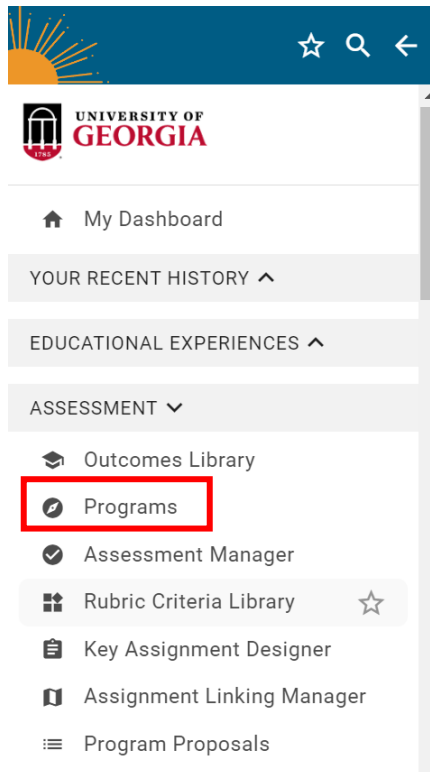 UNIVERSITY OF
GEORGIA
1785
My Dashboard
YOUR RECENT HISTORY
EDUCATIONAL EXPERIENCES
ASSESSMENT
Outcomes Library
Programs
Assessment Manager
Rubric Criteria Library
Key Assignment Designer
Assignment Linking Manager
Program Proposals